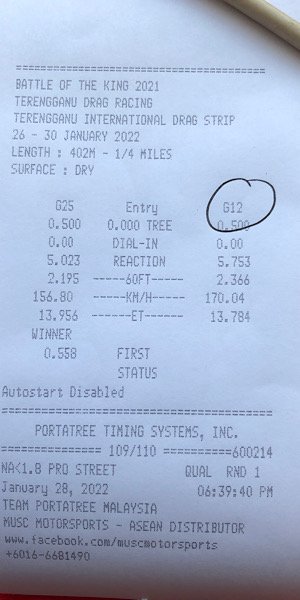 =========================================
BATTLE OF THE KING 2021
TERENGGANU DRAG RACING
TERENGGANU INTERNATIONAL DRAG STRIP
26 - 30 JANUARY 2022
LENGTH : 402M - 1/4 MILES
SURFACE : DRY
G25 Entry G12
0.500 0.000 TREE 0.500
0.00 DIAL-IN 0.00
5.023 REACTION 5.753
2.195 -----60FT------ 2.366
156.80 -----KM/H------ 170.04
13.956 ------ET------- 13.784
WINNER
0.558 FIRST
STATUS
Autostart Disabled
=========================================
PORTATREE TIMING SYSTEMS, INC.
============== 109/110 ==========600214
NA<1.8 PRO STREET QUAL RND 1
January 28, 2022 06:39:40 PM
TEAM PORTATREE MALAYSIA
MUSC MOTORSPORTS - ASEAN DISTRIBUTOR
www.facebook.com/muscmotorsports
+6016-6681490